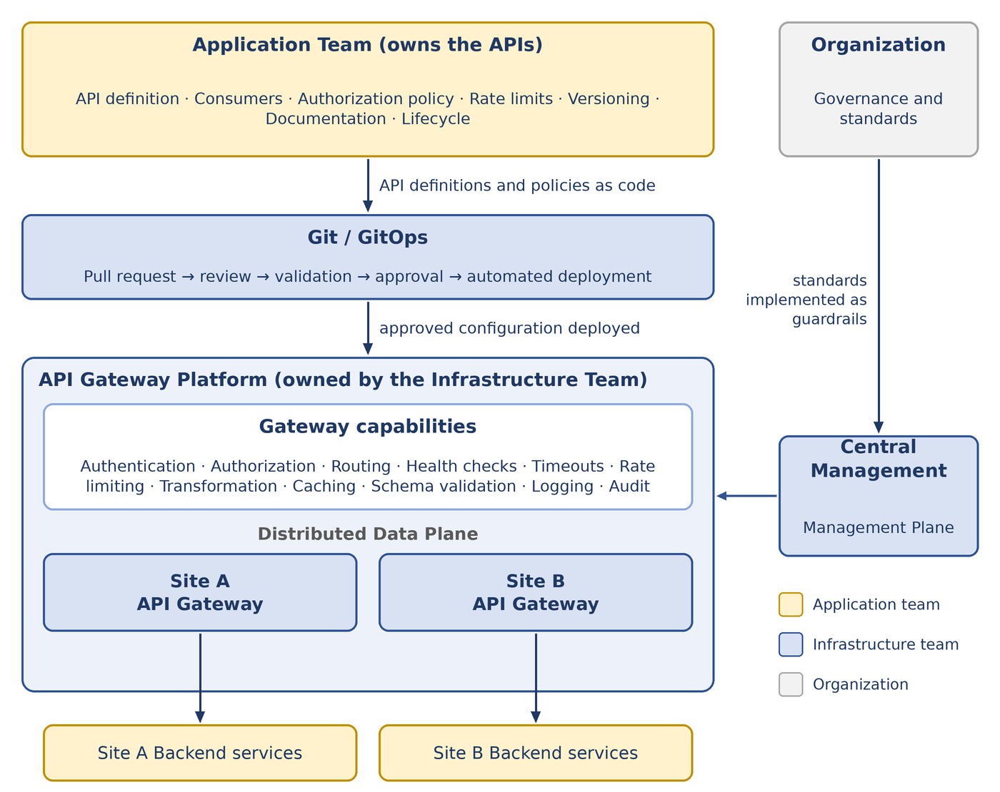 Application Team (owns the APIs)
API definition · Consumers · Authorization policy · Rate limits · Versioning ·
Documentation · Lifecycle
Organization
Governance and
standards
API definitions and policies as code
Git / GitOps
Pull request → review → validation → approval → automated deployment
standards
implemented as
guardrails
approved configuration deployed
API Gateway Platform (owned by the Infrastructure Team)
Gateway capabilities
Authentication · Authorization · Routing · Health checks · Timeouts · Rate
limiting · Transformation · Caching · Schema validation · Logging · Audit
Central
Management
Management Plane
Distributed Data Plane
Site A
API Gateway
Site B
API Gateway
Application team
Infrastructure team
Organization
Site A Backend services
Site B Backend services